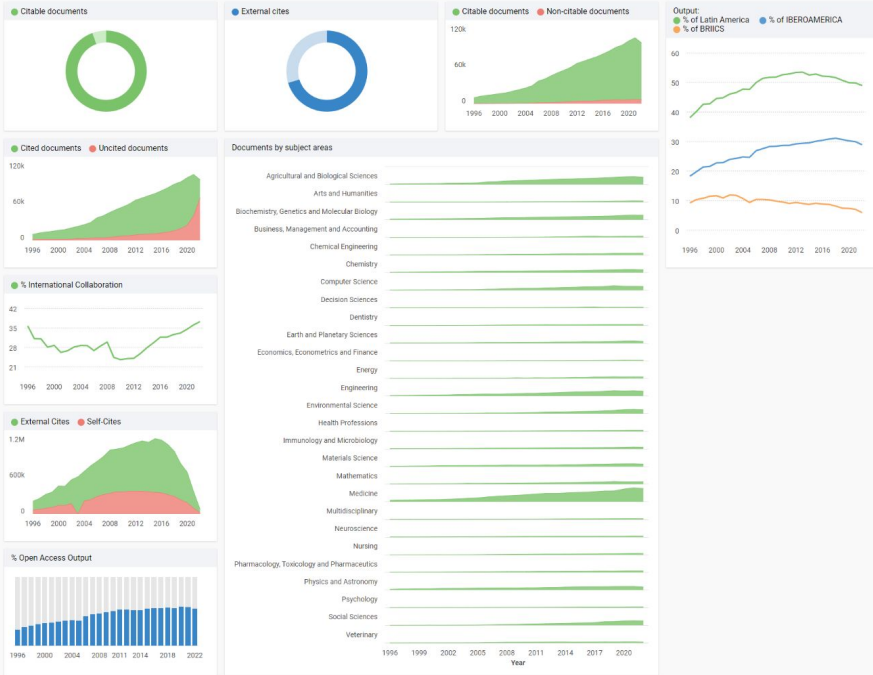 Citable documents
External cites
Citable documents Non-citable documents
120k
60k
0
1996 2000 2004 2008 2012 2016 2020
Output:
% of Latin America % of IBEROAMERICA
% of BRIICS
60
50
40
30
20
10
0
1996 2000 2004 2008 2012 2016 2020
Cited documents Uncited documents
120k
60k
0
1996 2000 2004 2008 2012 2016 2020
% International Collaboration
42
35
28
21
1996 2000 2004 2008 2012 2016 2020
External Cites Self-Cites
1.2M
600k
0
1996 2000 2004 2008 2012 2016 2020
% Open Access Output
1996 2000 2004 2008 2011 2014 2018 2022
Documents by subject areas
Agricultural and Biological Sciences
Arts and Humanities
Biochemistry, Genetics and Molecular Biology
Business, Management and Accounting
Chemical Engineering
Chemistry
Computer Science
Decision Sciences
Dentistry
Earth and Planetary Sciences
Economics, Econometrics and Finance
Energy
Engineering
Environmental Science
Health Professions
Immunology and Microbiology
Materials Science
Mathematics
Medicine
Multidisciplinary
Neuroscience
Nursing
Pharmacology, Toxicology and Pharmaceutics
Physics and Astronomy
Psychology
Social Sciences
Veterinary
1996 1999 2002 2005 2008 2011 2014 2017 2020
Year